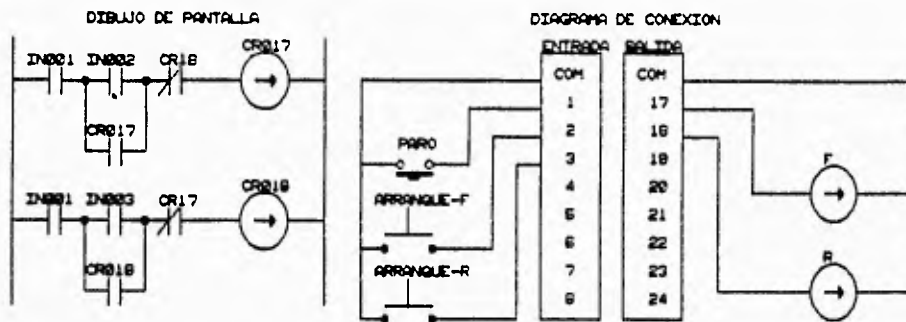 DIBUJO DE PANTALLA
IN001 IN002 CR18 CR017
CR017
IN001 IN003 CR17 CR018
CR018
DIAGRAMA DE CONEXION
ENTRADA SALIDA
COM COM
1 17
2 18
3 19
4 20
5 21
6 22
7 23
8 24
PARO
ARRANQUE-F
ARRANQUE-R
F
R